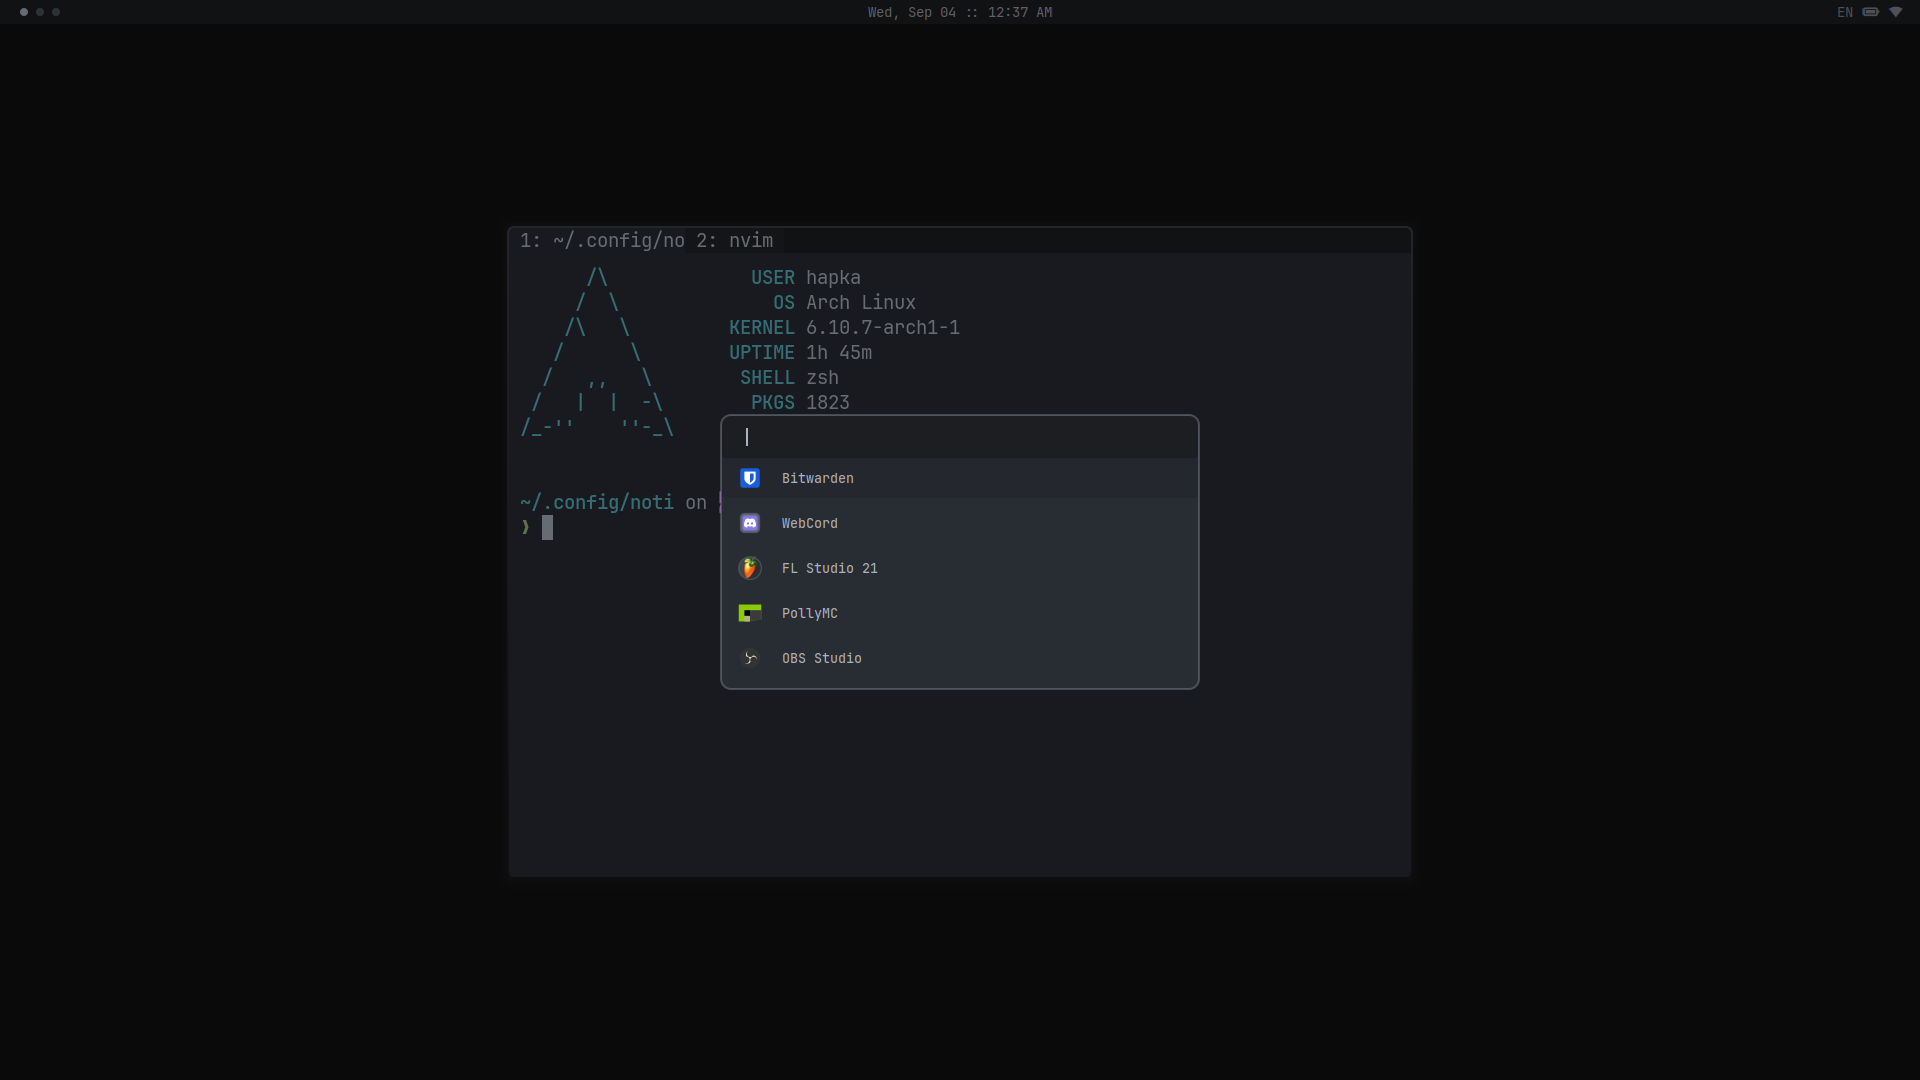 Wed, Sep 04 :: 12:37 AM
EN
1: ~/.config/no 2: nvim
/\ USER hapka
/  \ OS Arch Linux
/\   \ KERNEL 6.10.7-arch1-1
/      \ UPTIME 1h 45m
/   ,,   \ SHELL zsh
/   |  |  -\ PKGS 1823
/_-''    ''-_\
~/.config/noti on
❯
Bitwarden
WebCord
FL Studio 21
PollyMC
OBS Studio